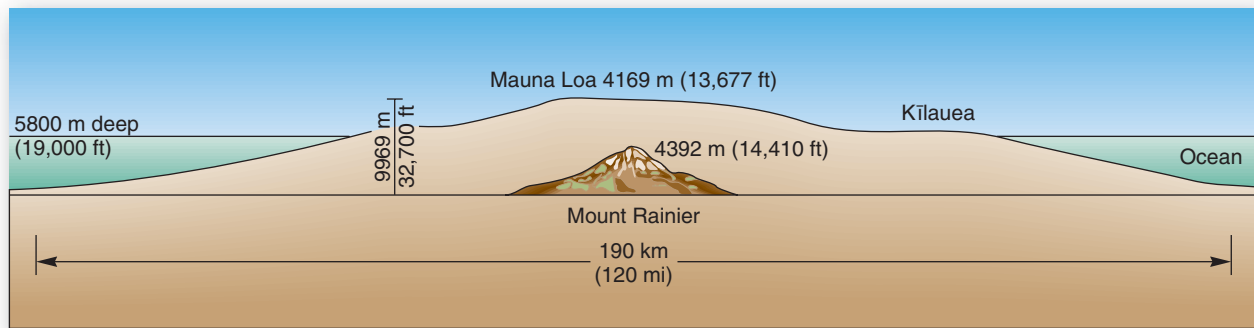 Mauna Loa 4169 m (13,677 ft)
5800 m deep
(19,000 ft)
9969 m
32,700 ft
Kīlauea
4392 m (14,410 ft)
Ocean
Mount Rainier
190 km
(120 mi)